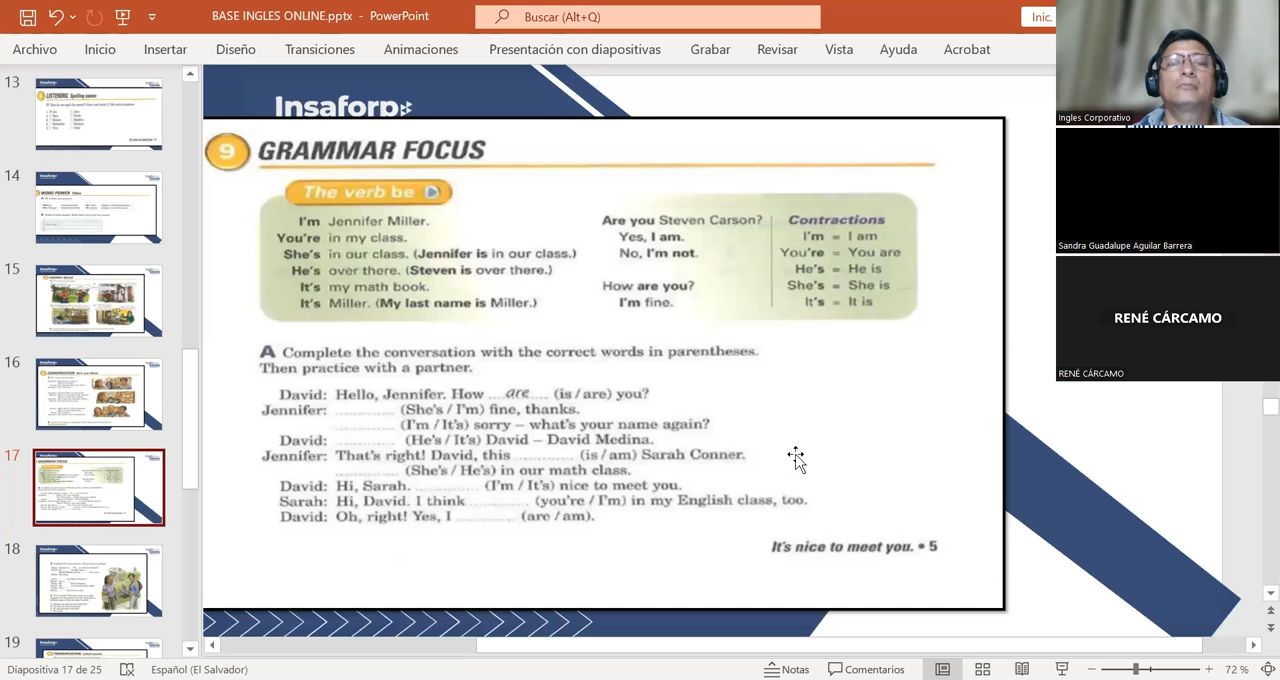 BASE INGLES ONLINE.pptx - PowerPoint
Buscar (Alt+Q)
Inic.
Archivo Inicio Insertar Diseño Transiciones Animaciones Presentación con diapositivas Grabar Revisar Vista Ayuda Acrobat
13
14
15
16
17
18
19
Insaforp
9 GRAMMAR FOCUS
The verb be
I'm Jennifer Miller.
You're in my class.
She's in our class. (Jennifer is in our class.)
He's over there. (Steven is over there.)
It's my math book.
It's Miller. (My last name is Miller.)
Are you Steven Carson?
Yes, I am.
No, I'm not.
How are you?
I'm fine.
Contractions
I'm = I am
You're = You are
He's = He is
She's = She is
It's = It is
A Complete the conversation with the correct words in parentheses.
Then practice with a partner.
David: Hello, Jennifer. How ...are... (is / are) you?
Jennifer: .......... (She's / I'm) fine, thanks.
.......... (I'm / It's) sorry – what's your name again?
David: .......... (He's / It's) David – David Medina.
Jennifer: That's right! David, this .......... (is / am) Sarah Conner.
.......... (She's / He's) in our math class.
David: Hi, Sarah. .......... (I'm / It's) nice to meet you.
Sarah: Hi, David. I think .......... (you're / I'm) in my English class, too.
David: Oh, right! Yes, I .......... (are / am).
It's nice to meet you. • 5
Ingles Corporativo
Sandra Guadalupe Aguilar Barrera
RENÉ CÁRCAMO
RENÉ CÁRCAMO
Diapositiva 17 de 25 Español (El Salvador) Notas Comentarios 72 %